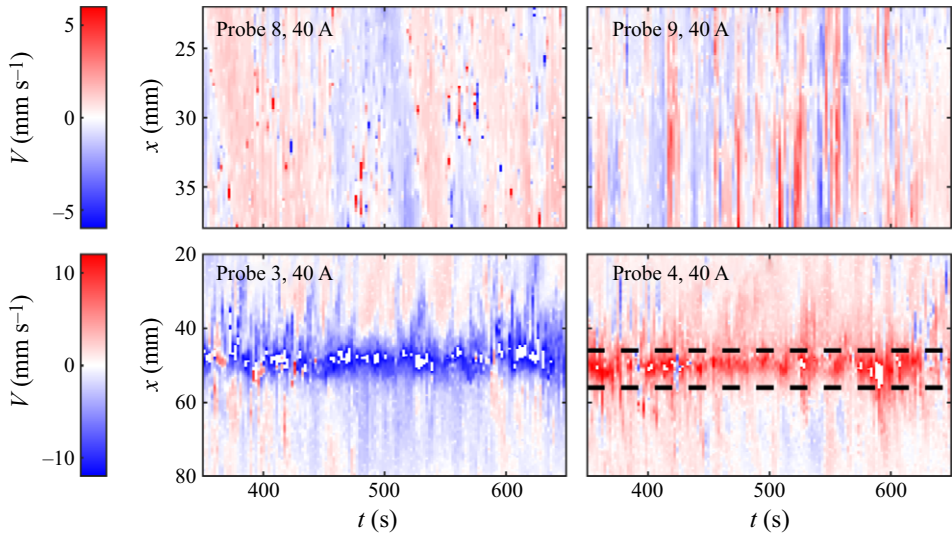 5
0
–5
V (mm s–1)
Probe 8, 40 A
25
30
35
x (mm)
Probe 9, 40 A
10
0
–10
V (mm s–1)
Probe 3, 40 A
20
40
60
80
x (mm)
400
500
600
t (s)
Probe 4, 40 A
400
500
600
t (s)